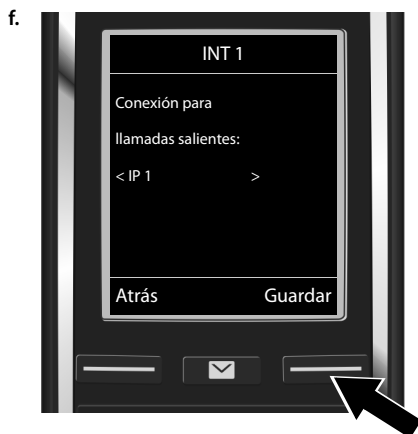 f.
INT 1
Conexión para
llamadas salientes:
< IP 1 >
Atrás Guardar